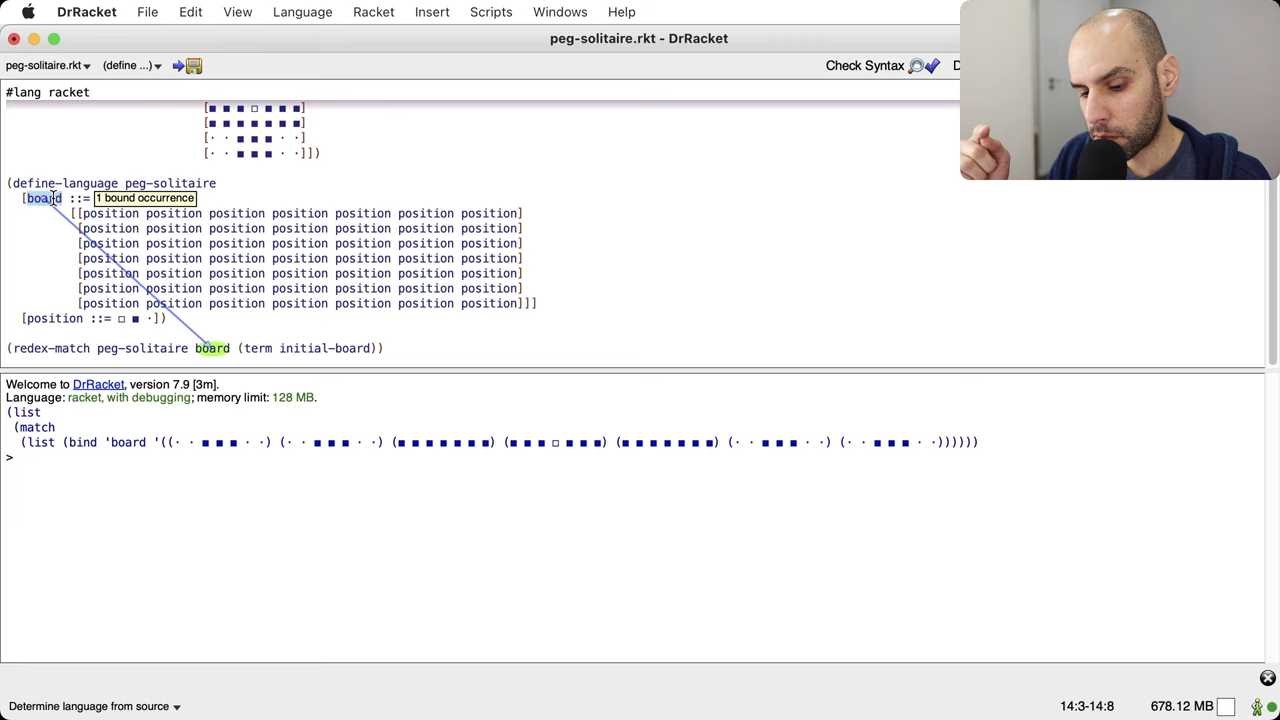 DrRacket File Edit View Language Racket Insert Scripts Windows Help
peg-solitaire.rkt - DrRacket
peg-solitaire.rkt▾ (define ...)▾ Check Syntax D
#lang racket
[■ ■ ■ □ ■ ■ ■]
[■ ■ ■ ■ ■ ■ ■]
[· · ■ ■ ■ · ·]
[· · ■ ■ ■ · ·]])
(define-language peg-solitaire
[board ::= 1 bound occurrence
[[position position position position position position position]
[position position position position position position position]
[position position position position position position position]
[position position position position position position position]
[position position position position position position position]
[position position position position position position position]
[position position position position position position position]]]
[position ::= □ ■ ·])
(redex-match peg-solitaire board (term initial-board))
Welcome to DrRacket, version 7.9 [3m].
Language: racket, with debugging; memory limit: 128 MB.
(list
(match
(list (bind 'board '((· · ■ ■ ■ · ·) (· · ■ ■ ■ · ·) (■ ■ ■ ■ ■ ■ ■) (■ ■ ■ □ ■ ■ ■) (■ ■ ■ ■ ■ ■ ■) (· · ■ ■ ■ · ·) (· · ■ ■ ■ · ·))))))
>
Determine language from source ▾ 14:3-14:8 678.12 MB